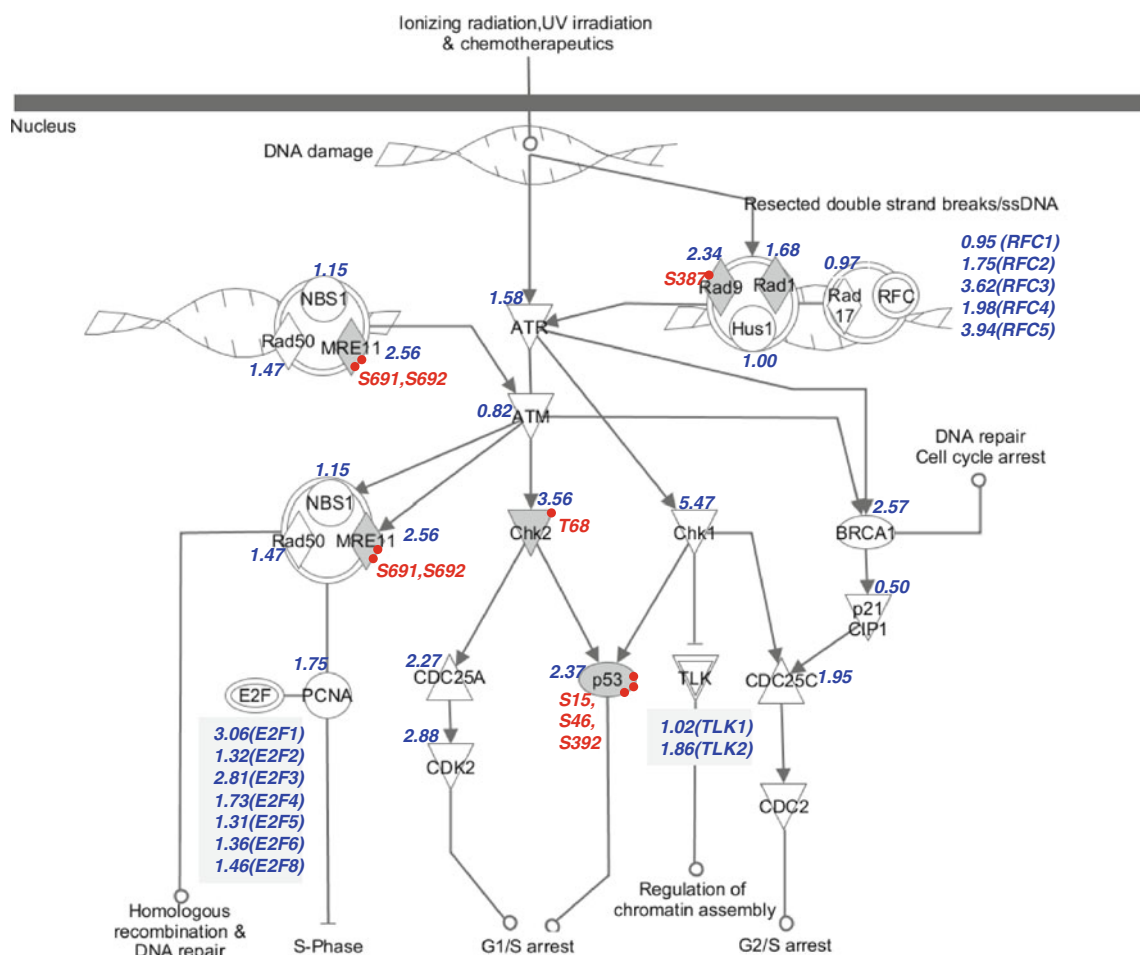 Ionizing radiation,UV irradiation
& chemotherapeutics
Nucleus
DNA damage
Resected double strand breaks/ssDNA
0.95 (RFC1)
1.75(RFC2)
3.62(RFC3)
1.98(RFC4)
3.94(RFC5)
2.34
1.68
0.97
S387
Rad9
Rad1
Rad
17
RFC
Hus1
1.00
1.15
NBS1
Rad50
MRE11
2.56
1.47
S691,S692
1.58
ATR
0.82
ATM
DNA repair
Cell cycle arrest
1.15
NBS1
Rad50
MRE11
2.56
1.47
S691,S692
3.56
T68
Chk2
5.47
Chk1
2.57
BRCA1
0.50
p21
CIP1
1.75
E2F
PCNA
3.06(E2F1)
1.32(E2F2)
2.81(E2F3)
1.73(E2F4)
1.31(E2F5)
1.36(E2F6)
1.46(E2F8)
2.27
CDC25A
2.88
CDK2
2.37
p53
S15,
S46,
S392
TLK
1.02(TLK1)
1.86(TLK2)
CDC25C
1.95
CDC2
Homologous
recombination &
DNA repair
S-Phase
G1/S arrest
Regulation of
chromatin assembly
G2/S arrest